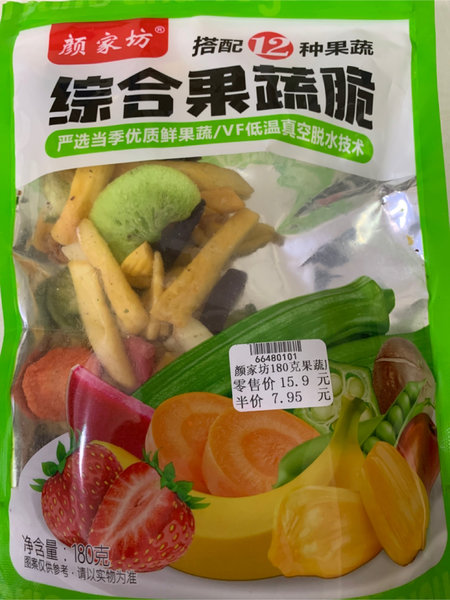 颜家坊®
搭配12种果蔬
综合果蔬脆
严选当季优质鲜果蔬/VF低温真空脱水技术
66480101
颜家坊180克果蔬
零售价 15.9 元
半价 7.95 元
净含量:180克
图案仅供参考,请以实物为准